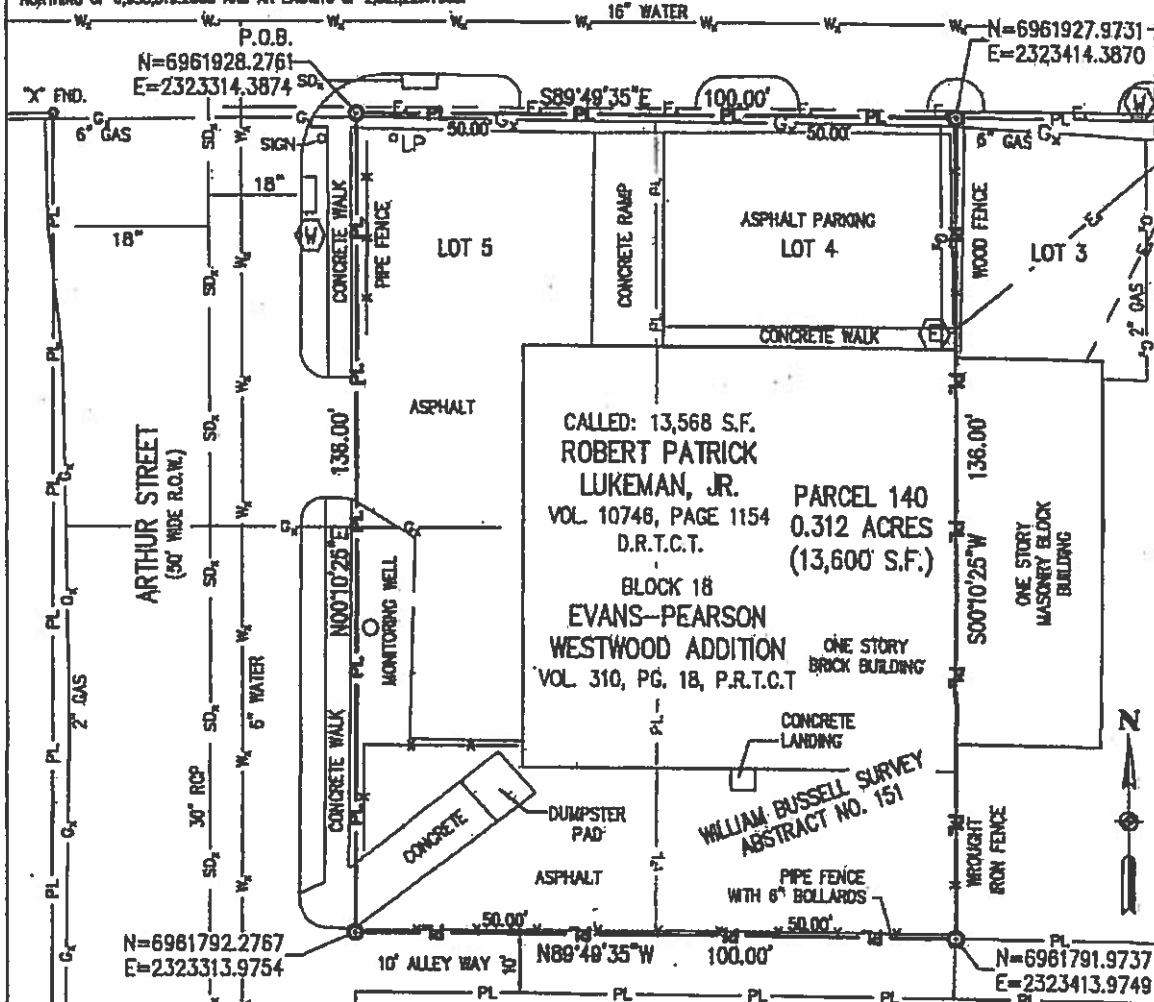 16" WATER
P.O.B.
N=6961928.2761
E=2323314.3874
N=6961927.9731
E=2323414.3870
"X" FND.
6" GAS
S89°49'35"E 100.00'
50.00'
50.00'
6" GAS
SIGN
LP
18"
18"
W
W
CONCRETE WALK
PIPE FENCE
LOT 5
CONCRETE RAMP
ASPHALT PARKING
LOT 4
WOOD FENCE
LOT 3
2" GAS
CONCRETE WALK
E
ASPHALT
136.00'
N00°10'25"E
ARTHUR STREET
(50' WIDE R.O.W.)
CALLED: 13,568 S.F.
ROBERT PATRICK
LUKEMAN, JR.
VOL. 10746, PAGE 1154
D.R.T.C.T.
BLOCK 18
EVANS-PEARSON
WESTWOOD ADDITION
VOL. 310, PG. 18, P.R.T.C.T
PARCEL 140
0.312 ACRES
(13,600 S.F.)
ONE STORY
BRICK BUILDING
136.00'
S00°10'25"W
ONE STORY
MASONRY BLOCK
BUILDING
MONITORING WELL
2" GAS
30" RCP
6" WATER
CONCRETE WALK
CONCRETE
LANDING
N
WILLIAM BUSSELL SURVEY
ABSTRACT NO. 151
DUMPSTER
PAD
CONCRETE
ASPHALT
PIPE FENCE
WITH 6" BOLLARDS
WROUGHT
IRON FENCE
50.00'
50.00'
N89°49'35"W 100.00'
10' ALLEY WAY
10'
N=6961792.2767
E=2323313.9754
N=6961791.9737
E=2323413.9749